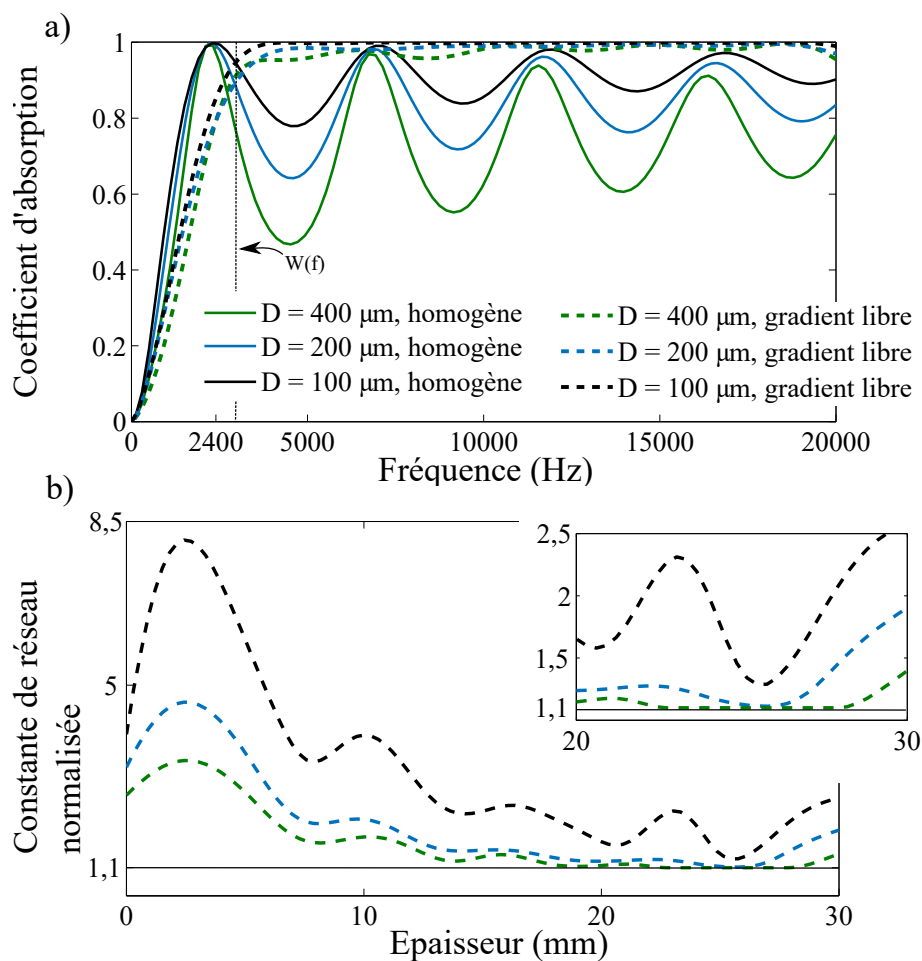 a)
1
0.8
0.6
0.4
0.2
0
Coefficient d'absorption
W(f)
D = 400 μm, homogène
D = 200 μm, homogène
D = 100 μm, homogène
D = 400 μm, gradient libre
D = 200 μm, gradient libre
D = 100 μm, gradient libre
0 2400 5000 10000 15000 20000
Fréquence (Hz)
b)
8,5
5
1,1
Constante de réseau
normalisée
2,5
2
1,5
1,1
20 30
0 10 20 30
Epaisseur (mm)